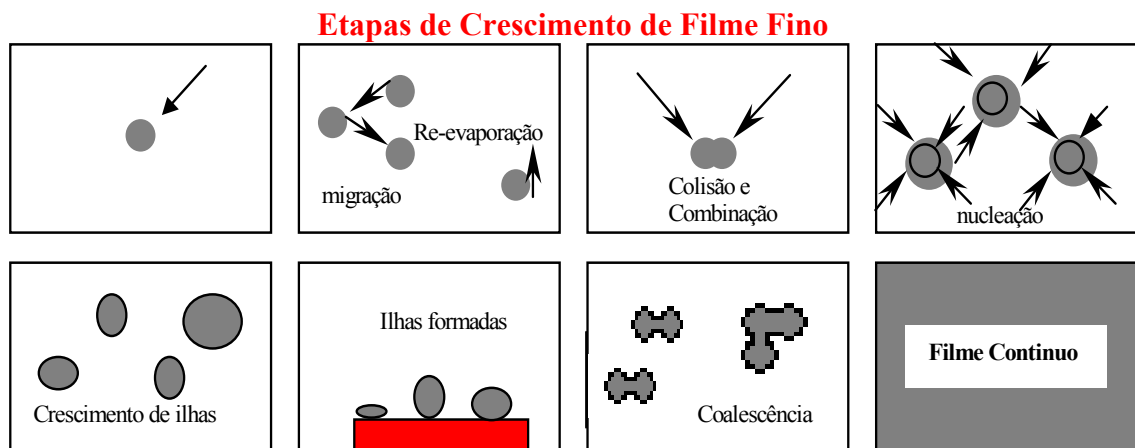 Etapas de Crescimento de Filme Fino
Re-evaporação
migração
Colisão e
Combinação
nucleação
Crescimento de ilhas
Ilhas formadas
Coalescência
Filme Continuo